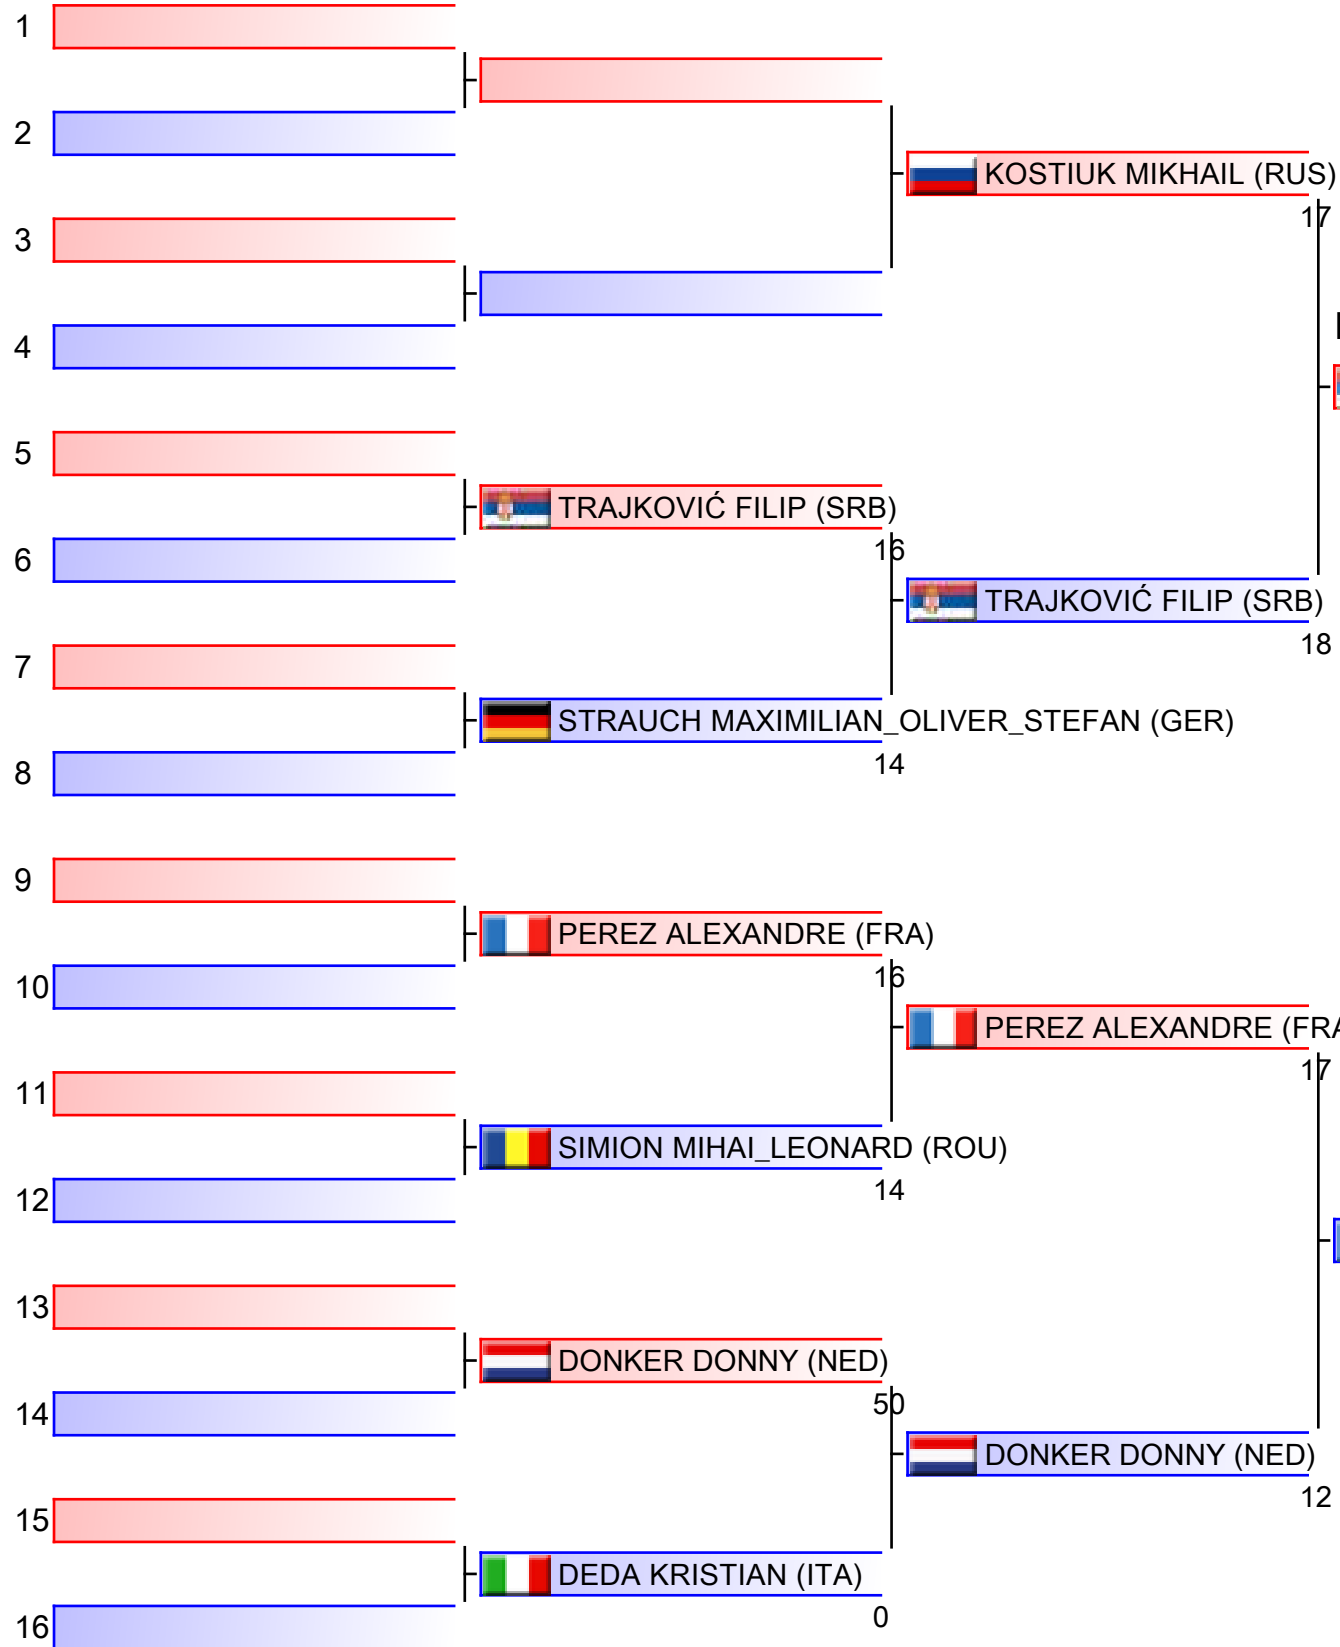 1
2
KOSTIUK MIKHAIL (RUS)
17
3
4
5
TRAJKOVIĆ FILIP (SRB)
16
6
TRAJKOVIĆ FILIP (SRB)
18
7
STRAUCH MAXIMILIAN_OLIVER_STEFAN (GER)
14
8
9
PEREZ ALEXANDRE (FRA)
16
10
PEREZ ALEXANDRE (FRA
17
11
SIMION MIHAI_LEONARD (ROU)
14
12
13
DONKER DONNY (NED)
50
14
DONKER DONNY (NED)
12
15
DEDA KRISTIAN (ITA)
0
16